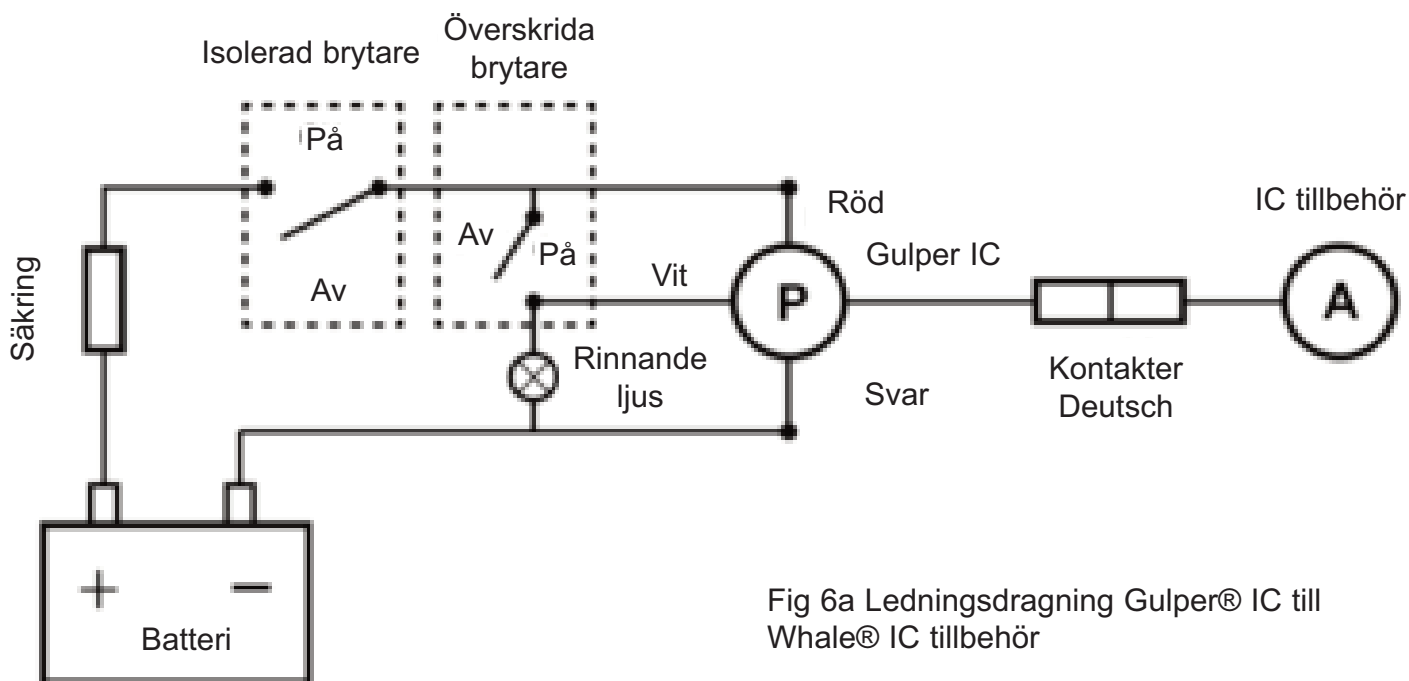 Isolerad brytare
Överskrida
brytare
På
Av
Av
På
Säkring
Vit
Röd
Gulper IC
IC tillbehör
P
A
Rinnande
ljus
Svar
Kontakter
Deutsch
+ −
Batteri
Fig 6a Ledningsdragning Gulper® IC till
Whale® IC tillbehör